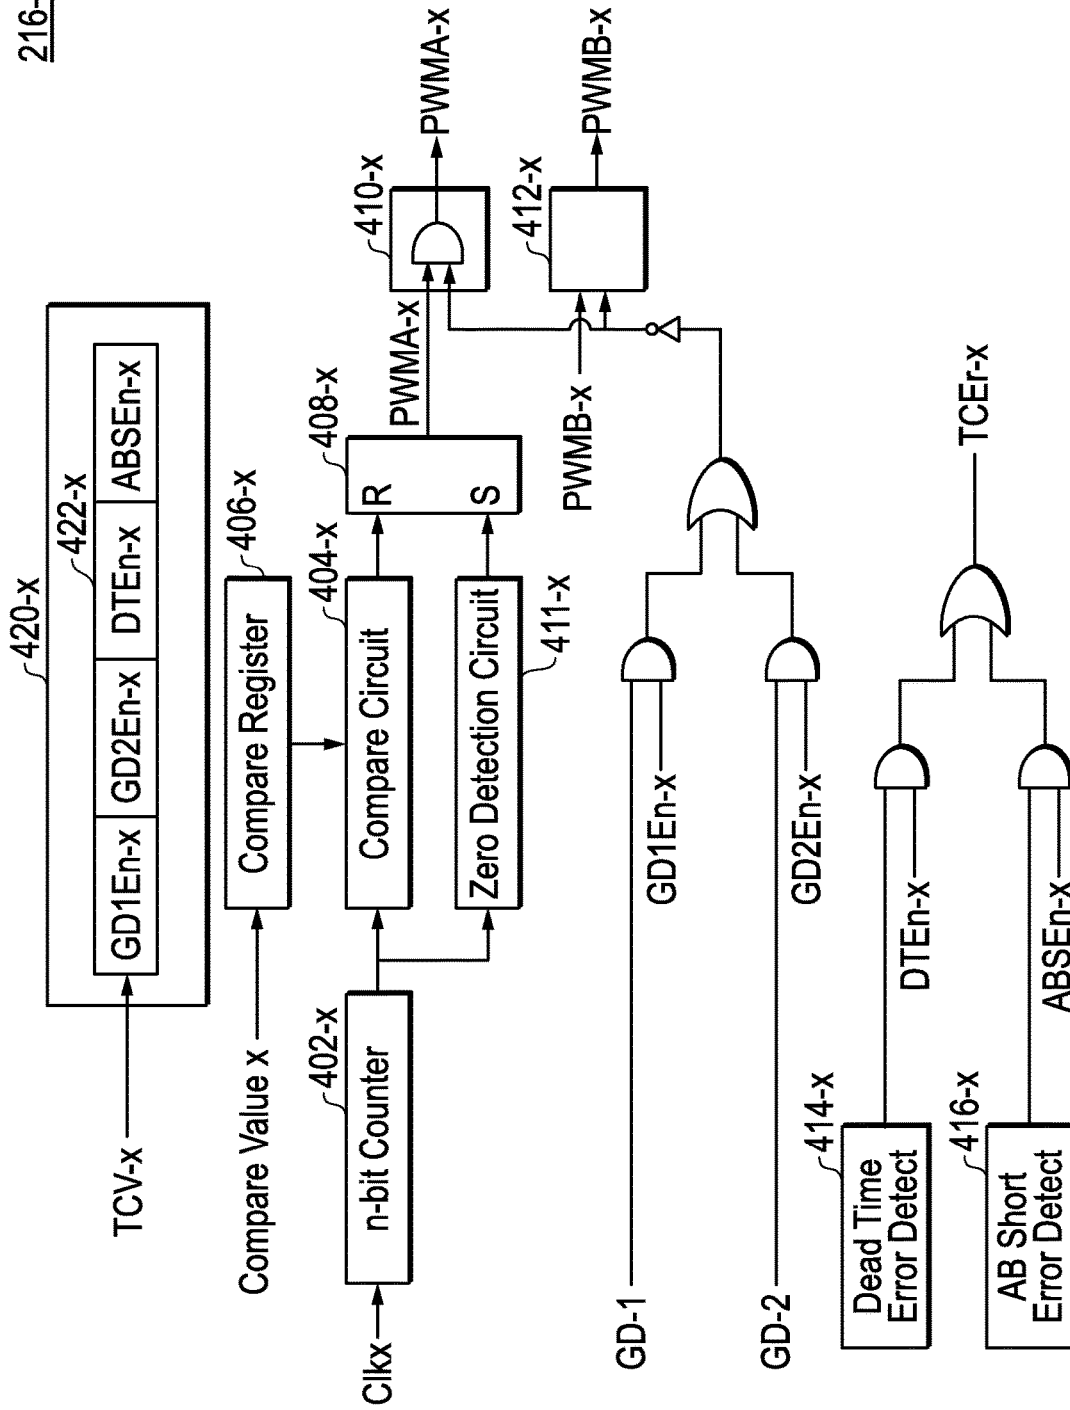 216-
420-x
422-x
TCV-x
GD1En-x
GD2En-x
DTEn-x
ABSEn-x
Compare Value x
406-x
Compare Register
Clkx
402-x
n-bit Counter
404-x
Compare Circuit
Zero Detection Circuit
411-x
408-x
R
S
PWMA-x
410-x
PWMA-x
PWMB-x
412-x
PWMB-x
GD-1
GD1En-x
GD-2
GD2En-x
414-x
Dead Time
Error Detect
DTEn-x
416-x
AB Short
Error Detect
ABSEn-x
TCEr-x